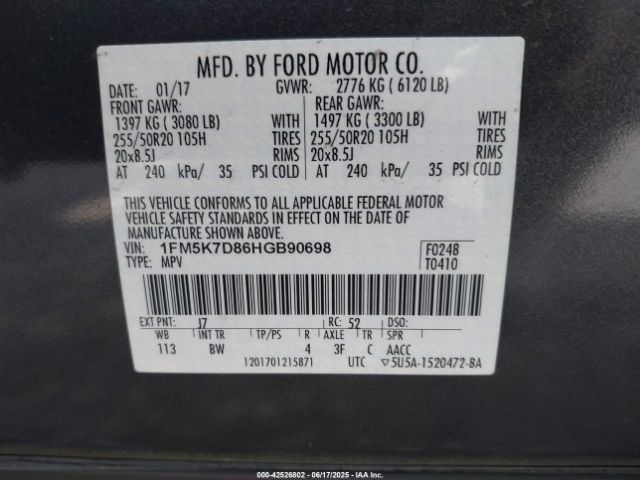 MFD. BY FORD MOTOR CO.
DATE: 01/17 GVWR: 2776 KG ( 6120 LB)
FRONT GAWR: REAR GAWR:
1397 KG ( 3080 LB) WITH 1497 KG ( 3300 LB) WITH
255/50R20 105H TIRES 255/50R20 105H TIRES
20x8.5J RIMS 20x8.5J RIMS
AT 240 kPa/ 35 PSI COLD AT 240 kPa/ 35 PSI COLD
THIS VEHICLE CONFORMS TO ALL APPLICABLE FEDERAL MOTOR
VEHICLE SAFETY STANDARDS IN EFFECT ON THE DATE OF
MANUFACTURE SHOWN ABOVE.
VIN: 1FM5K7D86HGB90698 F0248
TYPE: MPV T0410
EXT PNT: J7 RC: 52 DSO:
WB INT TR TP/PS R AXLE TR SPR
113 BW 4 3F C AACC
1201701215871 UTC ▽5U5A-1520472-BA
000-42526802 - 06/17/2025 - IAA Inc.